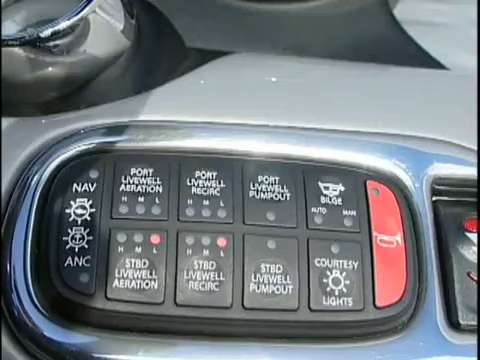 NAV
ANC
PORT
LIVEWELL
AERATION
H M L
PORT
LIVEWELL
RECIRC
H M L
PORT
LIVEWELL
PUMPOUT
BILGE
AUTO MAN
H M L
STBD
LIVEWELL
AERATION
H M L
STBD
LIVEWELL
RECIRC
STBD
LIVEWELL
PUMPOUT
COURTESY
LIGHTS